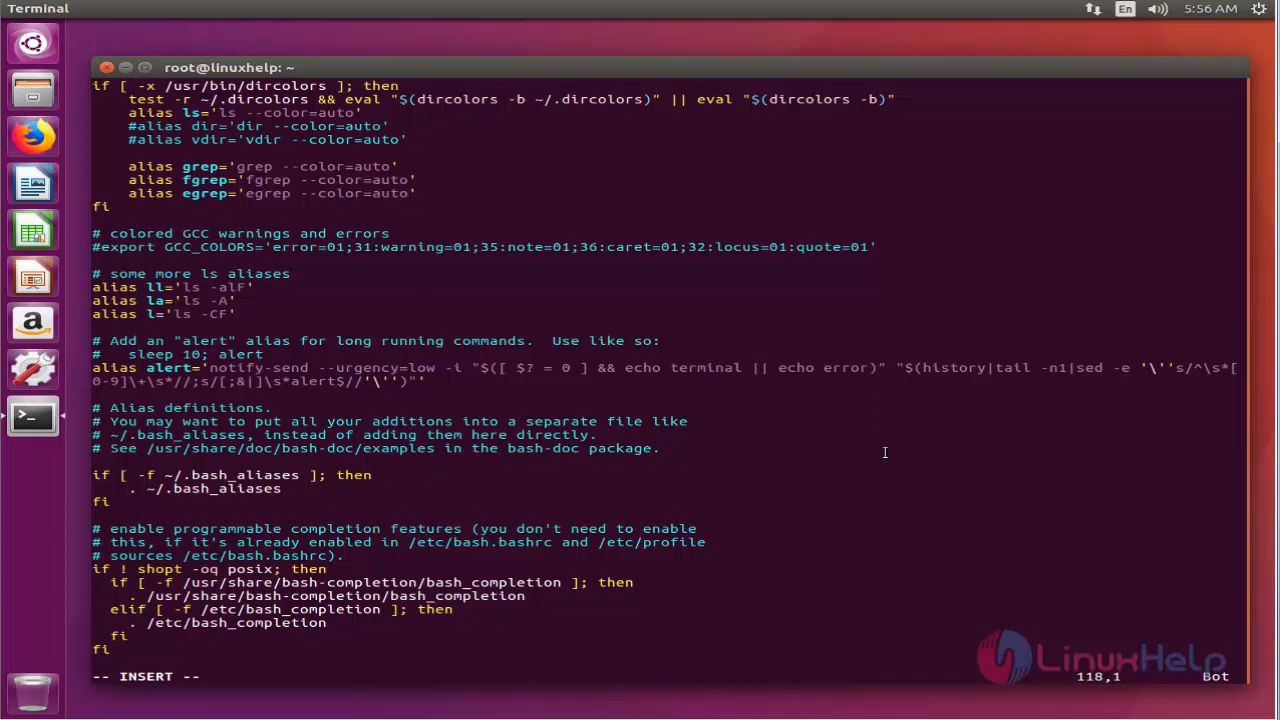 Terminal
En
5:56 AM
root@linuxhelp: ~
if [ -x /usr/bin/dircolors ]; then
    test -r ~/.dircolors && eval "$(dircolors -b ~/.dircolors)" || eval "$(dircolors -b)"
    alias ls='ls --color=auto'
    #alias dir='dir --color=auto'
    #alias vdir='vdir --color=auto'
    alias grep='grep --color=auto'
    alias fgrep='fgrep --color=auto'
    alias egrep='egrep --color=auto'
fi
# colored GCC warnings and errors
#export GCC_COLORS='error=01;31:warning=01;35:note=01;36:caret=01;32:locus=01:quote=01'
# some more ls aliases
alias ll='ls -alF'
alias la='ls -A'
alias l='ls -CF'
# Add an "alert" alias for long running commands.  Use like so:
#   sleep 10; alert
alias alert='notify-send --urgency=low -i "$([ $? = 0 ] && echo terminal || echo error)" "$(history|tail -n1|sed -e '\''s/^\s*[
0-9]\+\s*//;s/[;&|]\s*alert$//'\'')"'
# Alias definitions.
# You may want to put all your additions into a separate file like
# ~/.bash_aliases, instead of adding them here directly.
# See /usr/share/doc/bash-doc/examples in the bash-doc package.
if [ -f ~/.bash_aliases ]; then
    . ~/.bash_aliases
fi
# enable programmable completion features (you don't need to enable
# this, if it's already enabled in /etc/bash.bashrc and /etc/profile
# sources /etc/bash.bashrc).
if ! shopt -oq posix; then
  if [ -f /usr/share/bash-completion/bash_completion ]; then
    . /usr/share/bash-completion/bash_completion
  elif [ -f /etc/bash_completion ]; then
    . /etc/bash_completion
  fi
fi
LinuxHelp
-- INSERT --
118,1
Bot